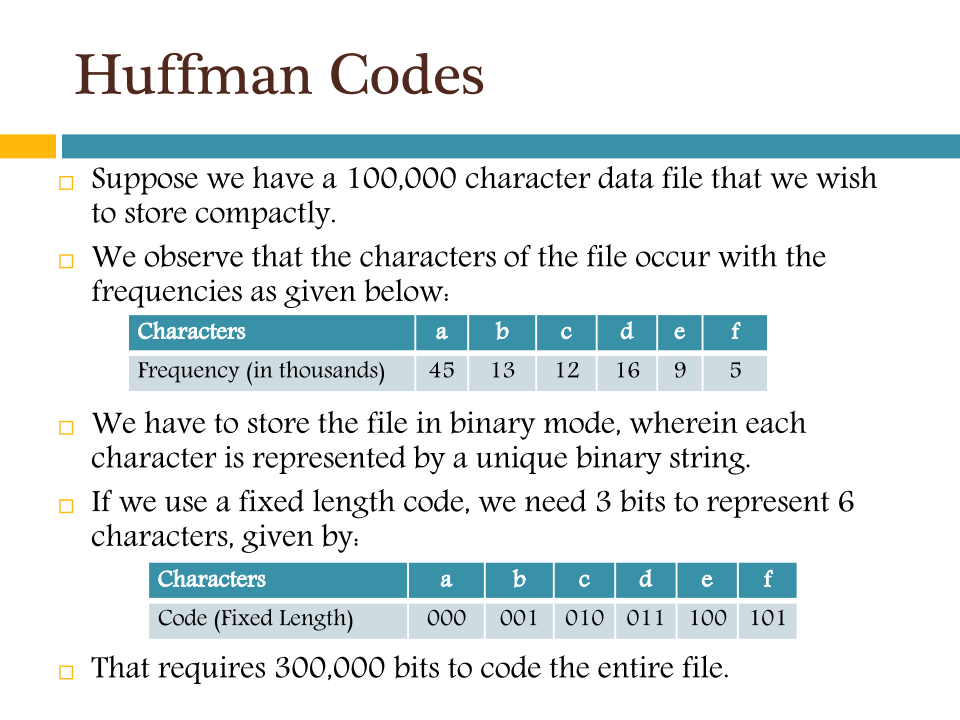 Huffman Codes
Suppose we have a 100,000 character data file that we wish
to store compactly.
We observe that the characters of the file occur with the
frequencies as given below:
Characters a b c d e f
Frequency (in thousands) 45 13 12 16 9 5
We have to store the file in binary mode, wherein each
character is represented by a unique binary string.
If we use a fixed length code, we need 3 bits to represent 6
characters, given by:
Characters a b c d e f
Code (Fixed Length) 000 001 010 011 100 101
That requires 300,000 bits to code the entire file.